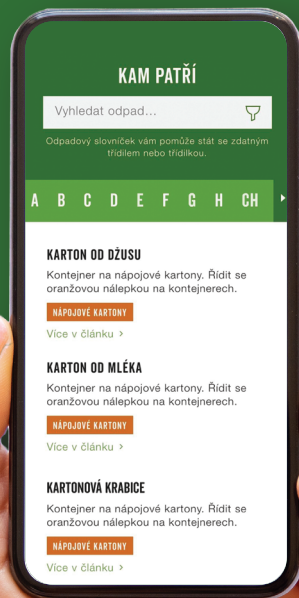 KAM PATŘÍ
Vyhledat odpad...
Odpadový slovníček vám pomůže stát se zdatným
třídilem nebo třídilkou.
A B C D E F G H CH
KARTON OD DŽUSU
Kontejner na nápojové kartony. Řídit se
oranžovou nálepkou na kontejnerech.
NÁPOJOVÉ KARTONY
Více v článku >
KARTON OD MLÉKA
Kontejner na nápojové kartony. Řídit se
oranžovou nálepkou na kontejnerech.
NÁPOJOVÉ KARTONY
Více v článku >
KARTONOVÁ KRABICE
Kontejner na nápojové kartony. Řídit se
oranžovou nálepkou na kontejnerech.
NÁPOJOVÉ KARTONY
Více v článku >